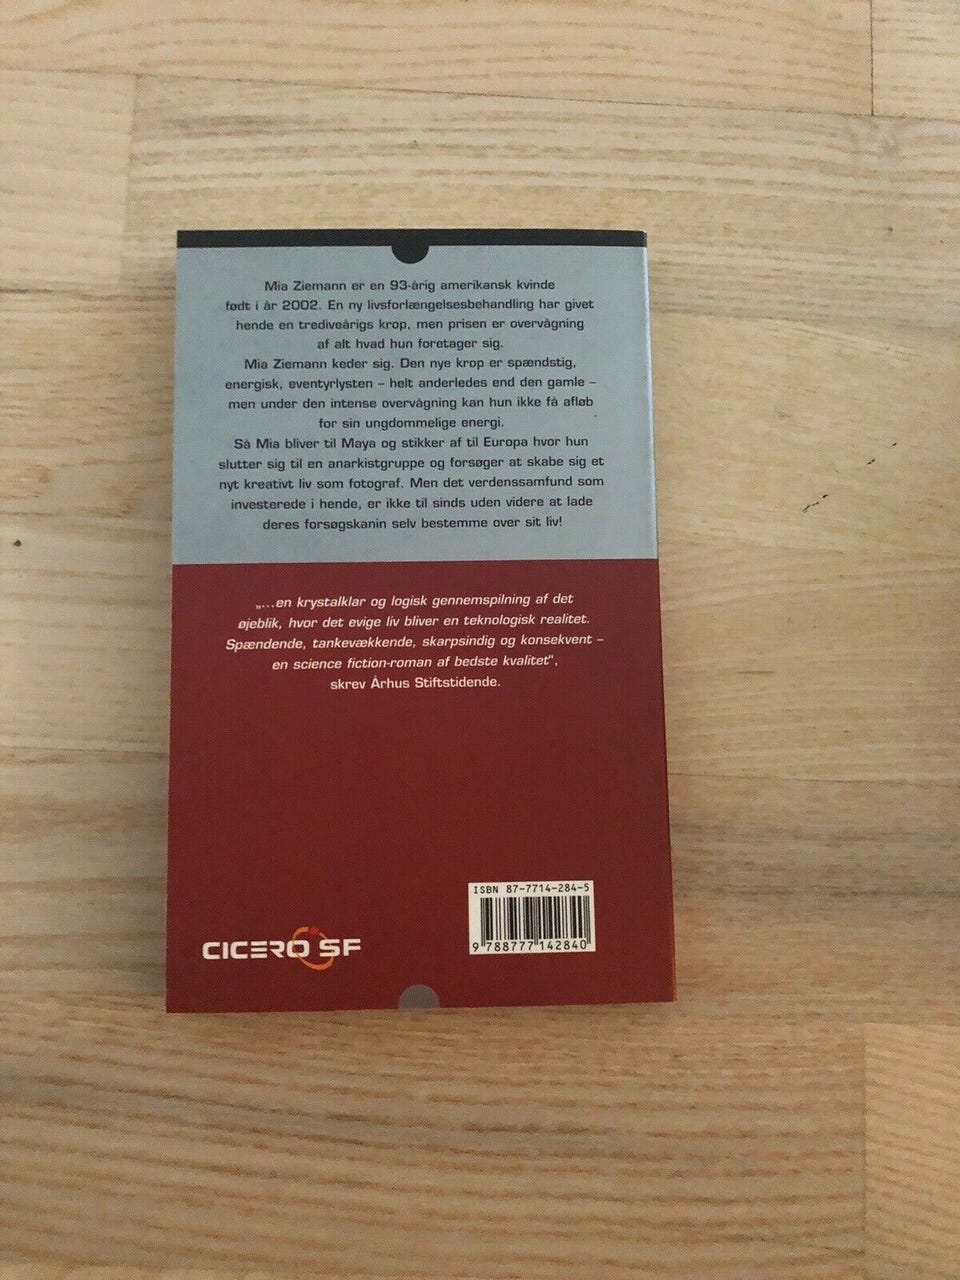 Mia Ziemann er en 93-årig amerikansk kvinde
født i år 2002. En ny livsforlængelsesbehandling har givet
hende en trediveårigs krop, men prisen er overvågning
af alt hvad hun foretager sig.
Mia Ziemann keder sig. Den nye krop er spændstig,
energisk, eventyrlysten – helt anderledes end den gamle –
men under den intense overvågning kan hun ikke få afløb
for sin ungdommelige energi.
Så Mia bliver til Maya og stikker af til Europa hvor hun
slutter sig til en anarkistgruppe og forsøger at skabe sig et
nyt kreativt liv som fotograf. Men det verdenssamfund som
investerede i hende, er ikke til sinds uden videre at lade
deres forsøgskanin selv bestemme over sit liv!
„...en krystalklar og logisk gennemspilning af det
øjeblik, hvor det evige liv bliver en teknologisk realitet.
Spændende, tankevækkende, skarpsindig og konsekvent –
en science fiction-roman af bedste kvalitet“,
skrev Århus Stiftstidende.
ISBN 87-7714-284-5
9 788777 142840
CICERO SF